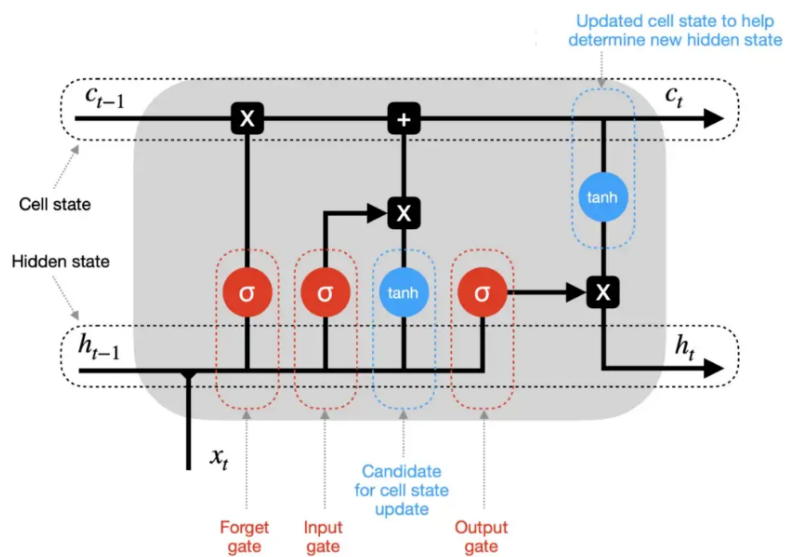 Updated cell state to help
determine new hidden state
c_{t−1}
X
+
c_t
tanh
Cell state
X
Hidden state
σ
σ
tanh
σ
X
h_{t−1}
h_t
x_t
Candidate
for cell state
update
Forget
gate
Input
gate
Output
gate